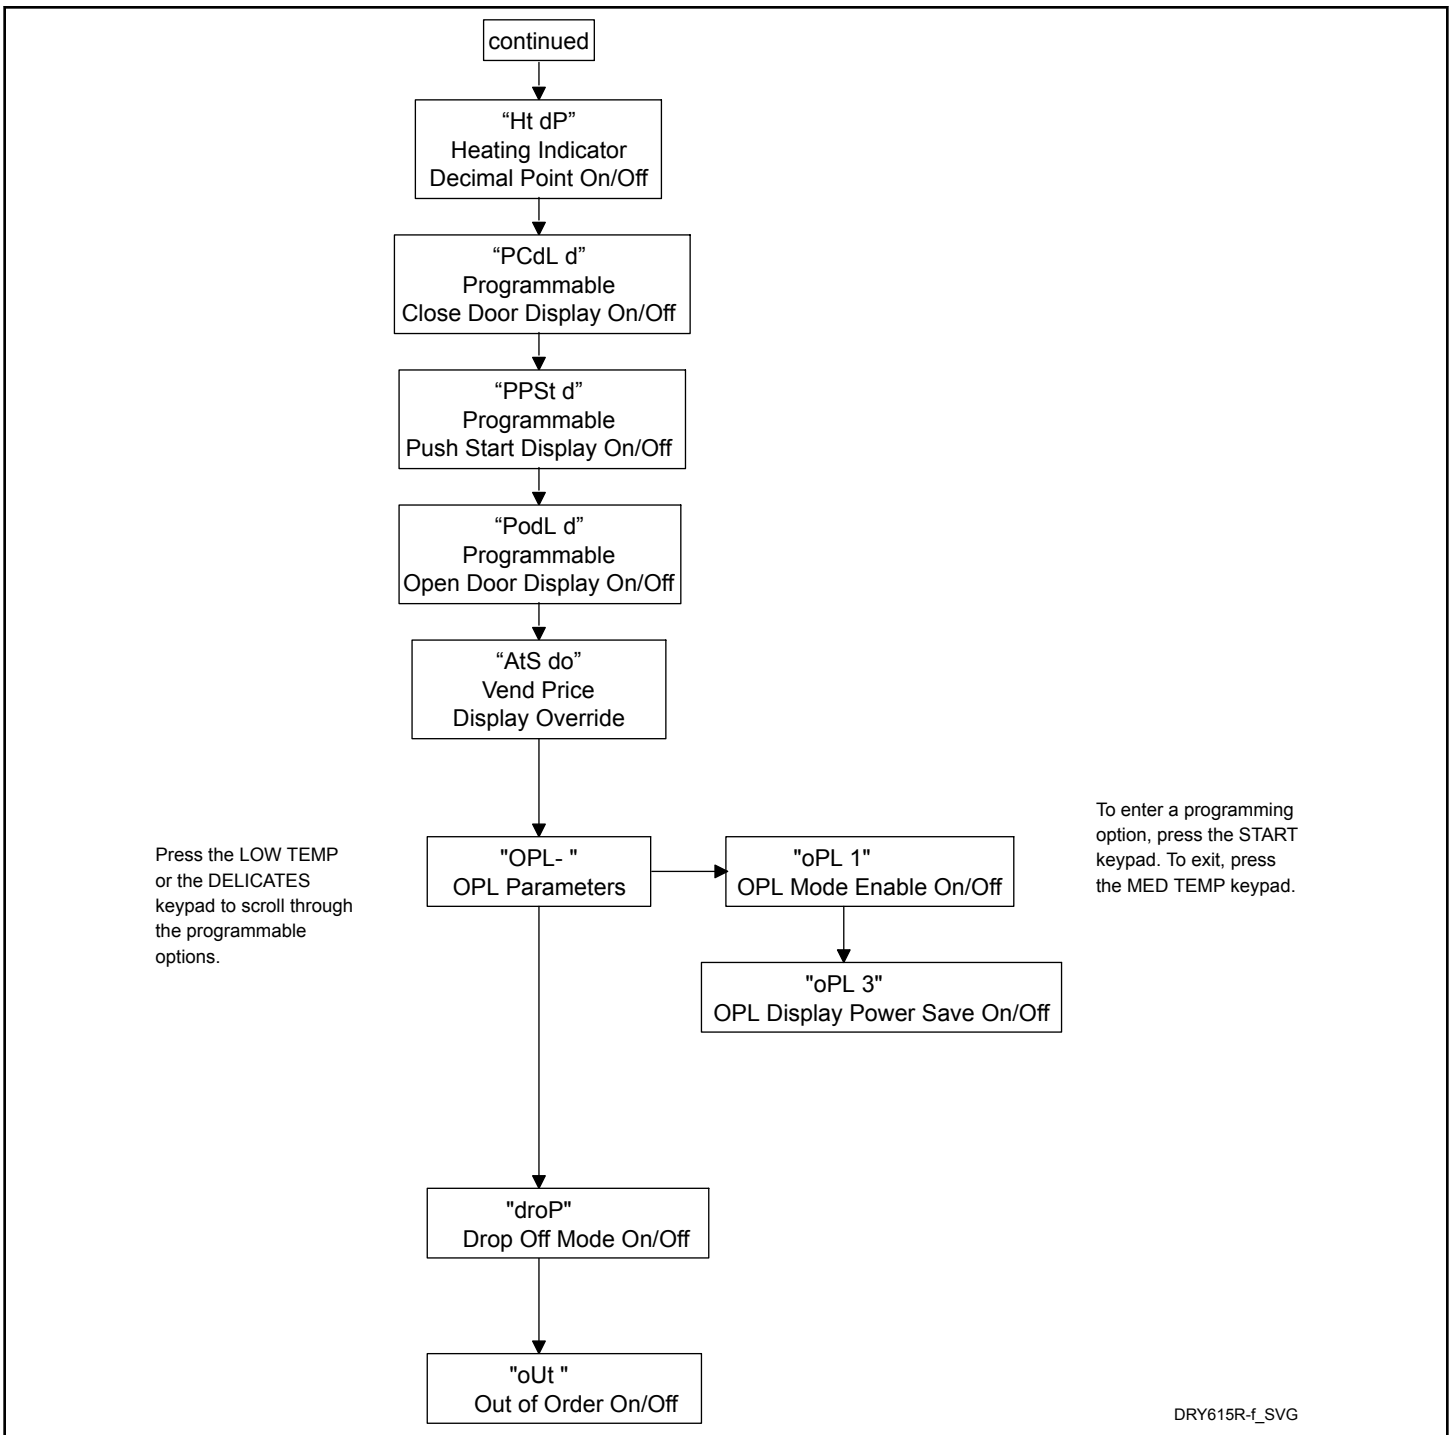 continued
“Ht dP”
Heating Indicator
Decimal Point On/Off
“PCdL d”
Programmable
Close Door Display On/Off
“PPSt d”
Programmable
Push Start Display On/Off
“PodL d”
Programmable
Open Door Display On/Off
“AtS do”
Vend Price
Display Override
Press the LOW TEMP
or the DELICATES
keypad to scroll through
the programmable
options.
"OPL- "
OPL Parameters
"oPL 1"
OPL Mode Enable On/Off
"oPL 3"
OPL Display Power Save On/Off
To enter a programming
option, press the START
keypad. To exit, press
the MED TEMP keypad.
"droP"
Drop Off Mode On/Off
"oUt "
Out of Order On/Off
DRY615R-f_SVG